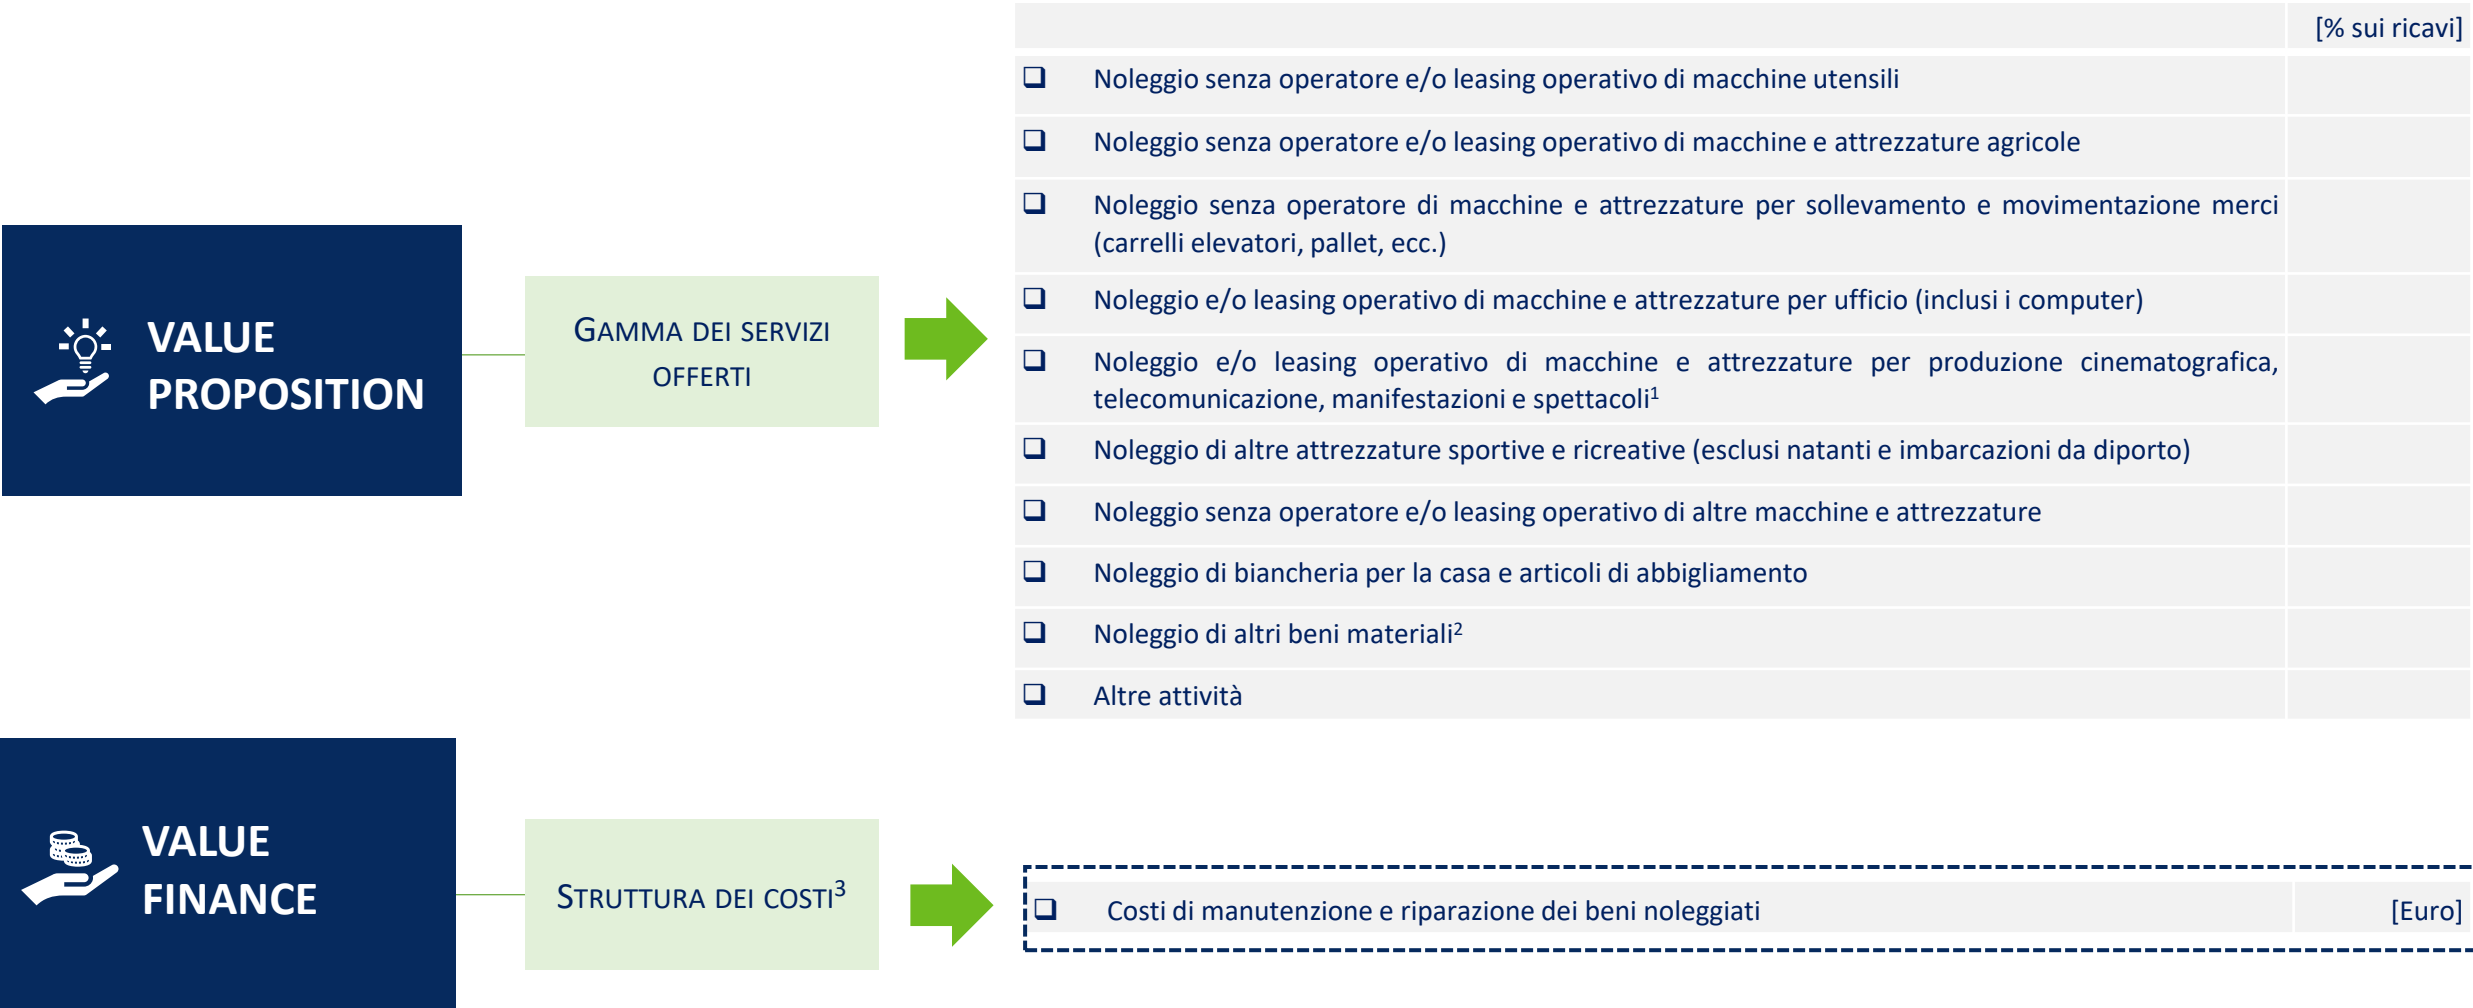 [% sui ricavi]
❑ Noleggio senza operatore e/o leasing operativo di macchine utensili
❑ Noleggio senza operatore e/o leasing operativo di macchine e attrezzature agricole
❑ Noleggio senza operatore di macchine e attrezzature per sollevamento e movimentazione merci
(carrelli elevatori, pallet, ecc.)
❑ Noleggio e/o leasing operativo di macchine e attrezzature per ufficio (inclusi i computer)
❑ Noleggio e/o leasing operativo di macchine e attrezzature per produzione cinematografica,
telecomunicazione, manifestazioni e spettacoli¹
❑ Noleggio di altre attrezzature sportive e ricreative (esclusi natanti e imbarcazioni da diporto)
❑ Noleggio senza operatore e/o leasing operativo di altre macchine e attrezzature
❑ Noleggio di biancheria per la casa e articoli di abbigliamento
❑ Noleggio di altri beni materiali²
❑ Altre attività
VALUE
PROPOSITION
GAMMA DEI SERVIZI
OFFERTI
VALUE
FINANCE
STRUTTURA DEI COSTI³
❑ Costi di manutenzione e riparazione dei beni noleggiati [Euro]